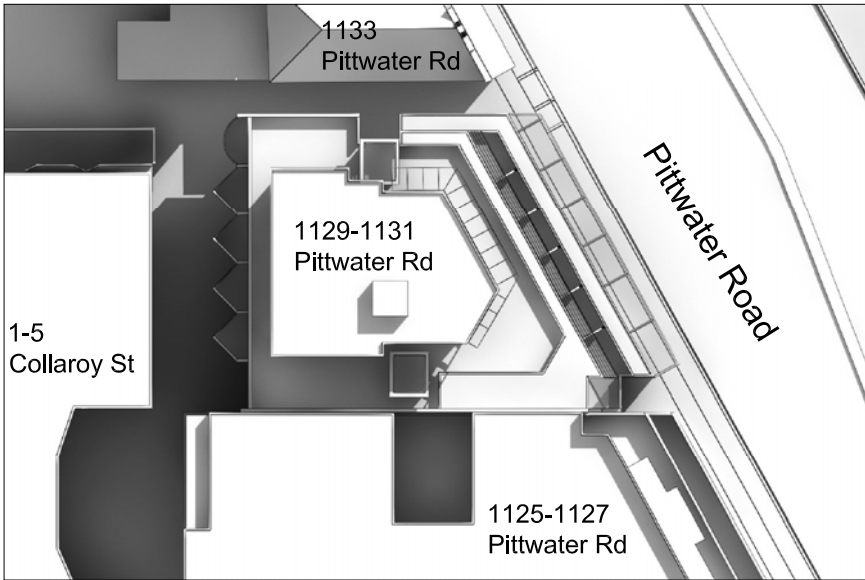 1133
Pittwater Rd
Pittwater Road
1129-1131
Pittwater Rd
1-5
Collaroy St
1125-1127
Pittwater Rd